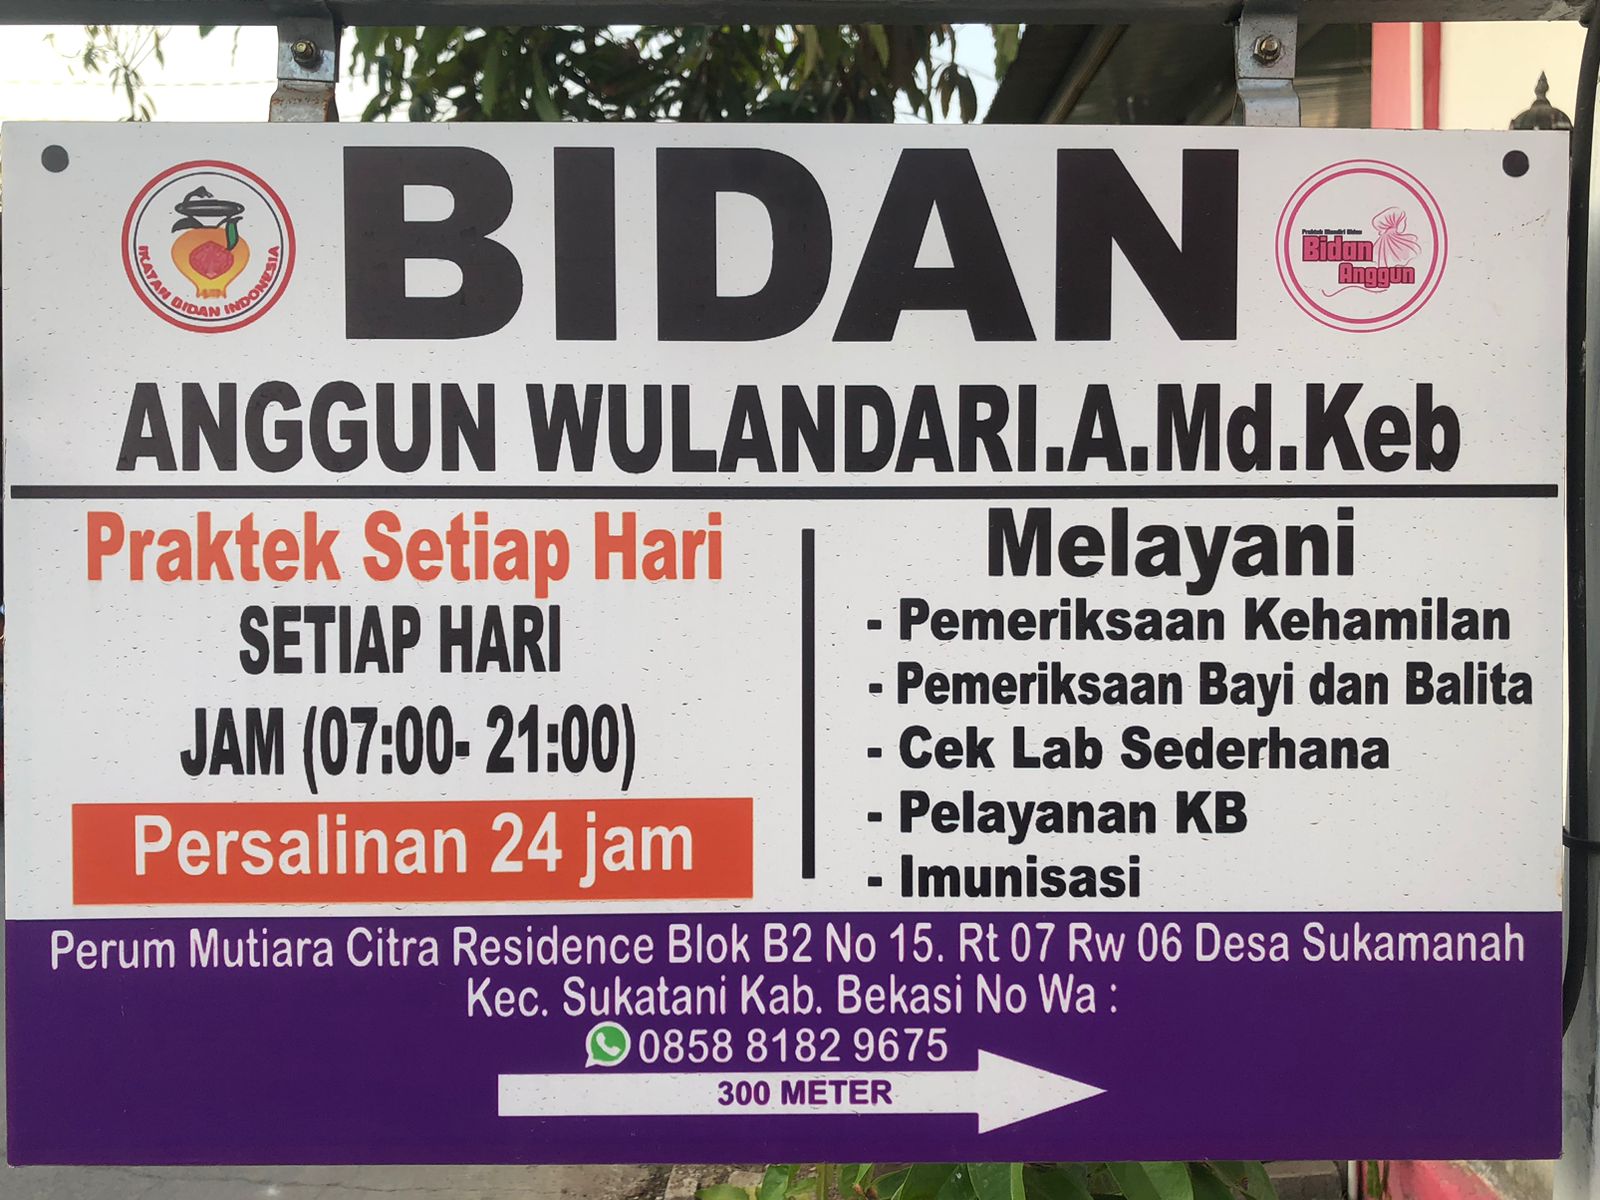 BIDAN
IKATAN BIDAN INDONESIA
Praktek Mandiri Bidan
Bidan
Anggun
ANGGUN WULANDARI.A.Md.Keb
Praktek Setiap Hari
SETIAP HARI
JAM (07:00- 21:00)
Persalinan 24 jam
Melayani
- Pemeriksaan Kehamilan
- Pemeriksaan Bayi dan Balita
- Cek Lab Sederhana
- Pelayanan KB
- Imunisasi
Perum Mutiara Citra Residence Blok B2 No 15. Rt 07 Rw 06 Desa Sukamanah
Kec. Sukatani Kab. Bekasi No Wa :
0858 8182 9675
300 METER